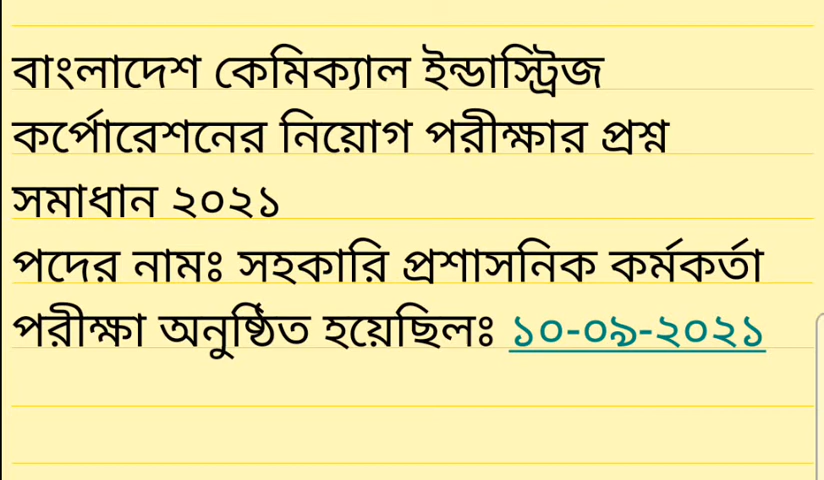 বাংলাদেশ কেমিক্যাল ইন্ডাস্ট্রিজ
কর্পোরেশনের নিয়োগ পরীক্ষার প্রশ্ন
সমাধান ২০২১
পদের নামঃ সহকারি প্রশাসনিক কর্মকর্তা
পরীক্ষা অনুষ্ঠিত হয়েছিলঃ ১০-০৯-২০২১